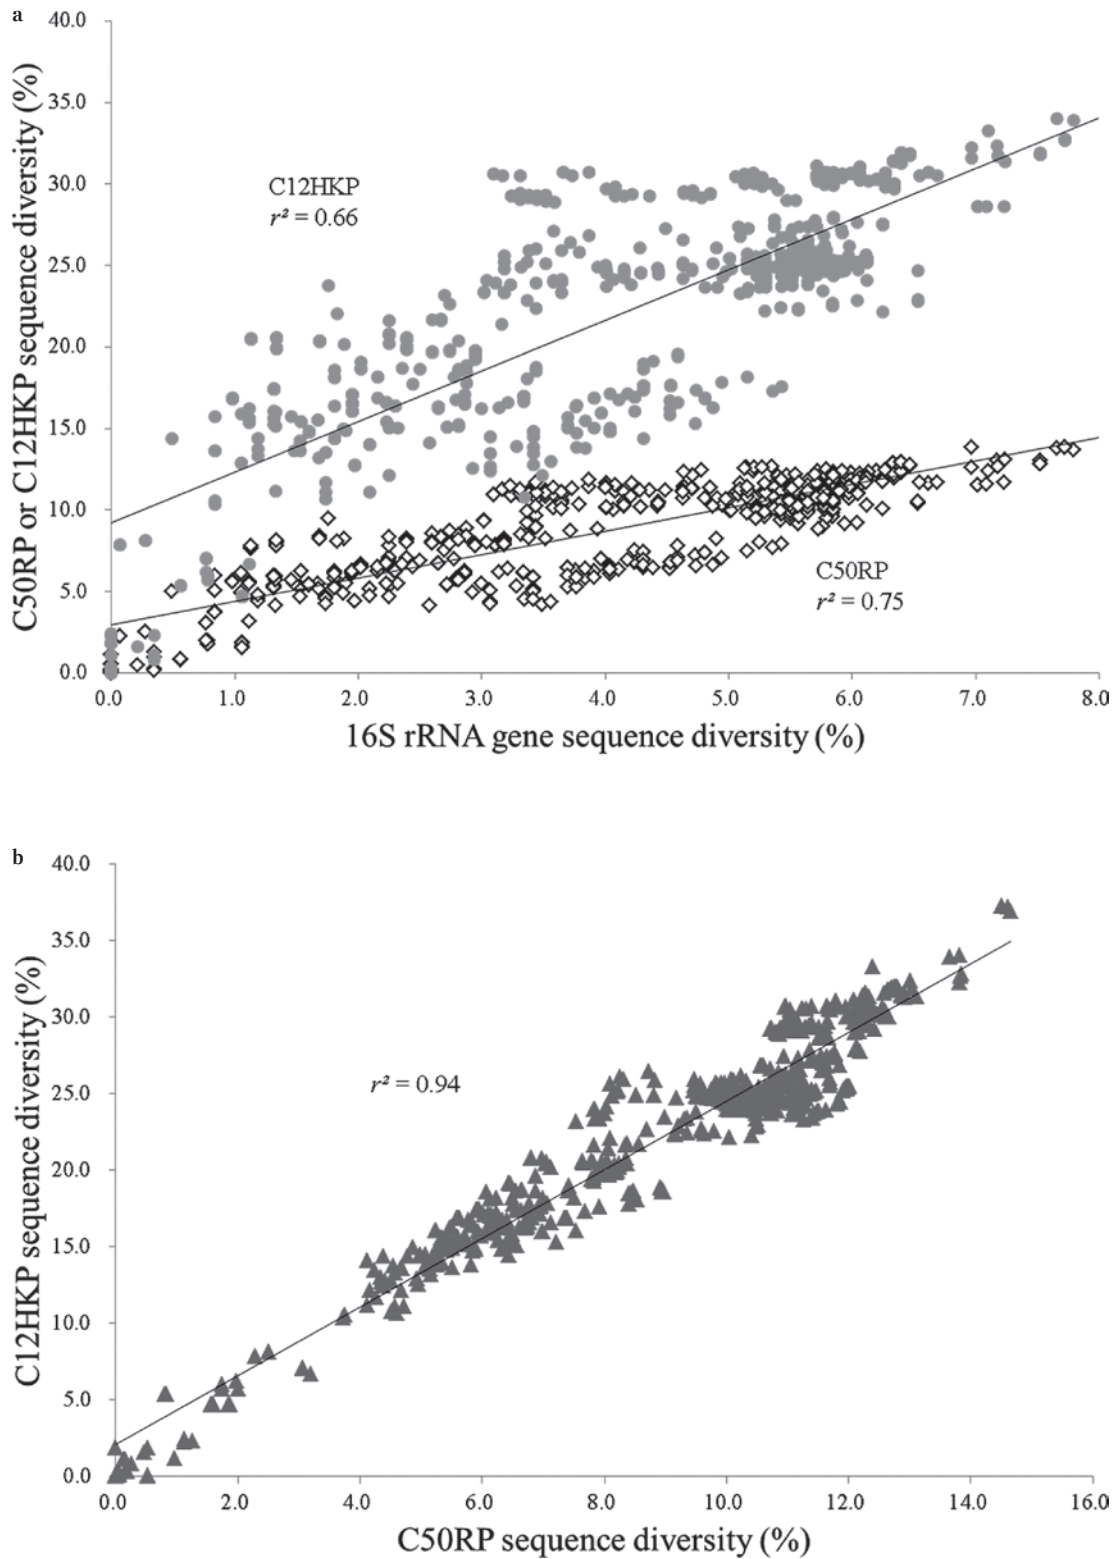 a
C50RP or C12HKP sequence diversity (%)
40.0
35.0
30.0
25.0
20.0
15.0
10.0
5.0
0.0
C12HKP
r² = 0.66
C50RP
r² = 0.75
0.0 1.0 2.0 3.0 4.0 5.0 6.0 7.0 8.0
16S rRNA gene sequence diversity (%)
b
C12HKP sequence diversity (%)
40.0
35.0
30.0
25.0
20.0
15.0
10.0
5.0
0.0
r² = 0.94
0.0 2.0 4.0 6.0 8.0 10.0 12.0 14.0 16.0
C50RP sequence diversity (%)